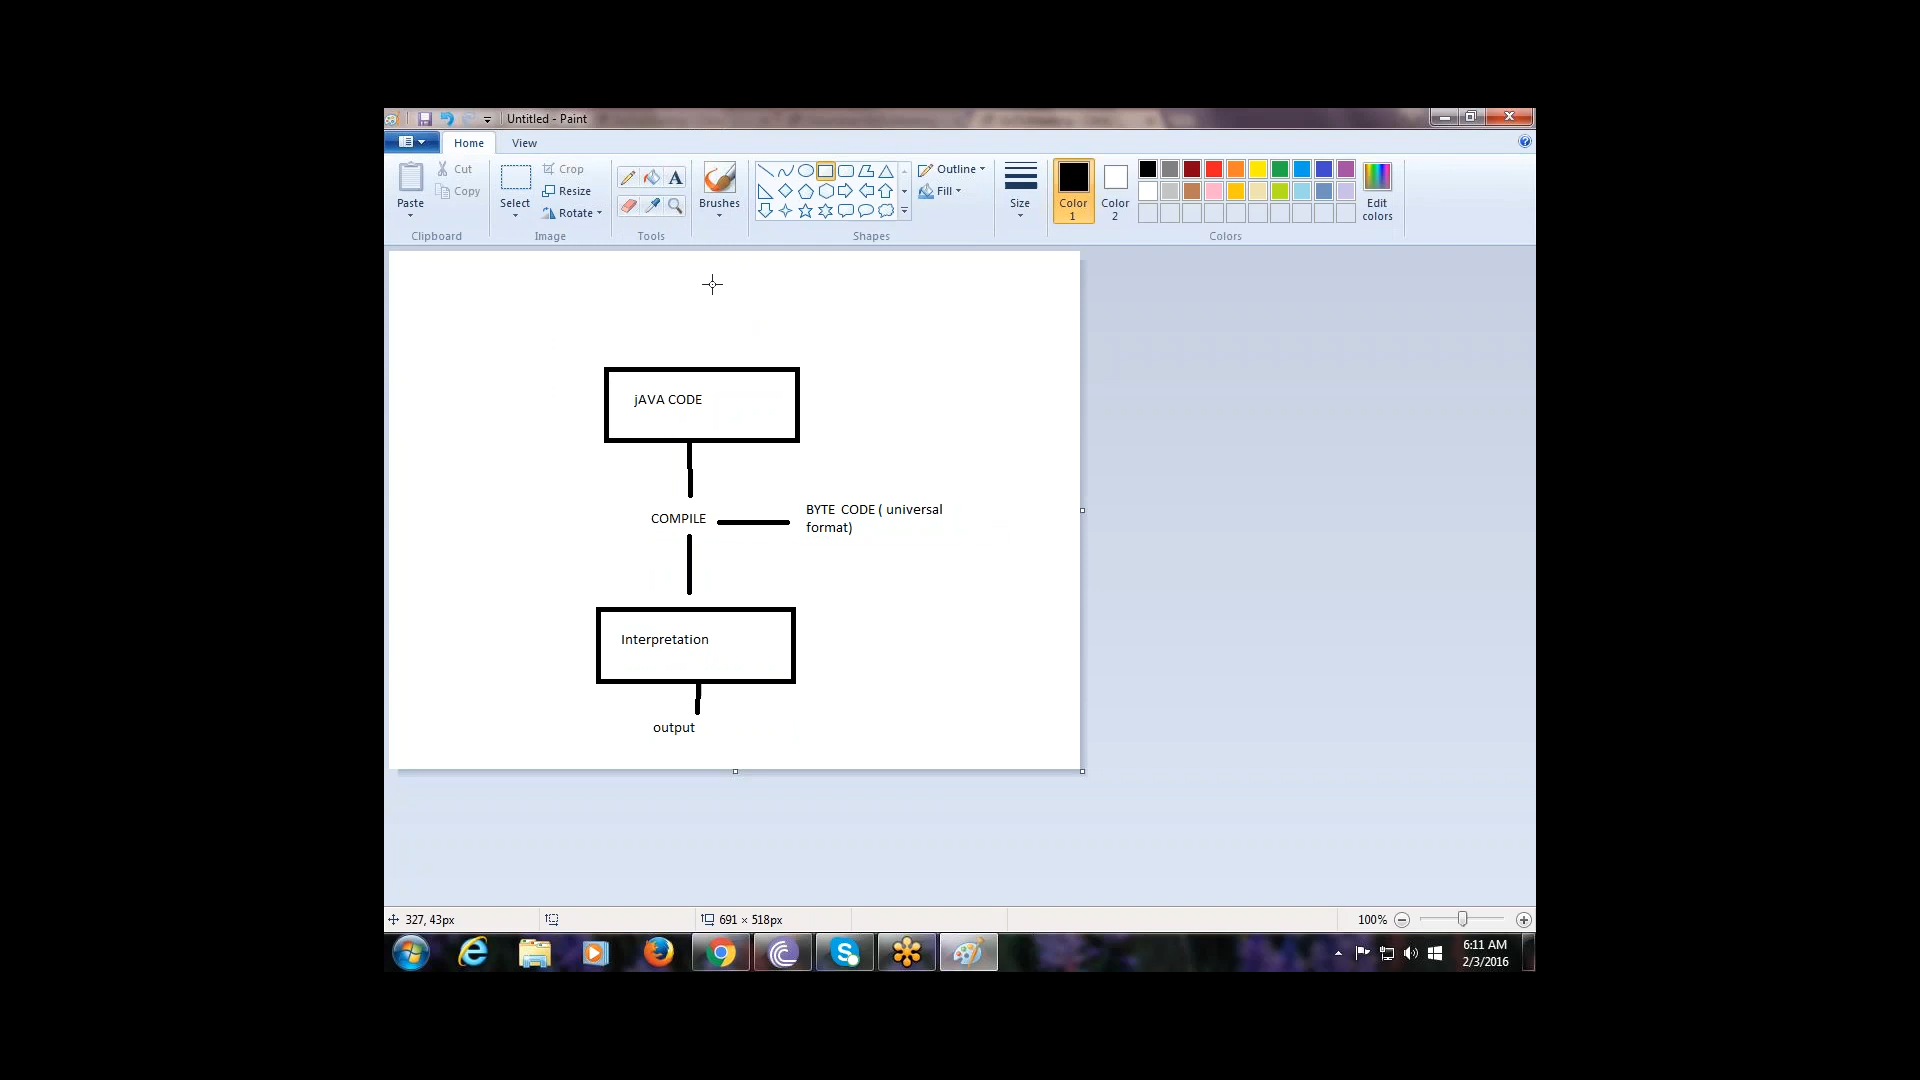 Untitled - Paint
Home View
Paste
Cut
Copy
Clipboard
Select
Crop
Resize
Rotate
Image
A
Tools
Brushes
Outline
Fill
Shapes
Size
Color 1
Color 2
Edit colors
Colors
jAVA CODE
COMPILE
BYTE CODE ( universal
format)
Interpretation
output
327, 43px
691 × 518px
100%
6:11 AM
2/3/2016